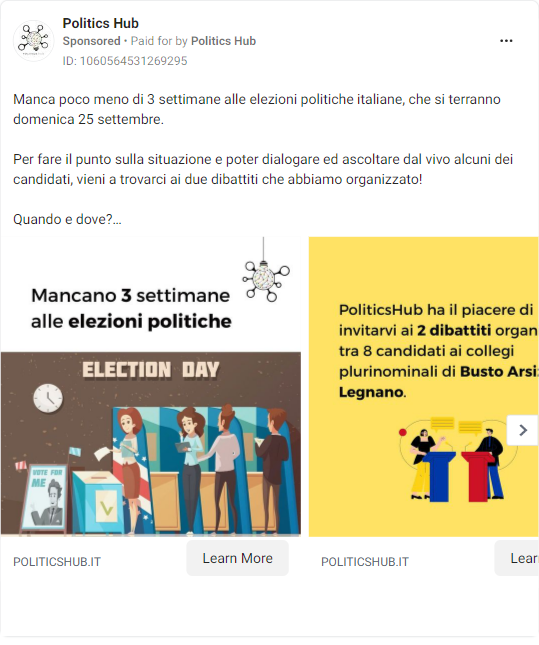 Politics Hub
Sponsored • Paid for by Politics Hub
ID: 1060564531269295
Manca poco meno di 3 settimane alle elezioni politiche italiane, che si terranno
domenica 25 settembre.
Per fare il punto sulla situazione e poter dialogare ed ascoltare dal vivo alcuni dei
candidati, vieni a trovarci ai due dibattiti che abbiamo organizzato!
Quando e dove?...
Mancano 3 settimane
alle elezioni politiche
ELECTION DAY
VOTE FOR
ME
PoliticsHub ha il piacere di
invitarvi ai 2 dibattiti organ
tra 8 candidati ai collegi
plurinominali di Busto Arsi
Legnano.
POLITICSHUB.IT
Learn More
POLITICSHUB.IT
Lear